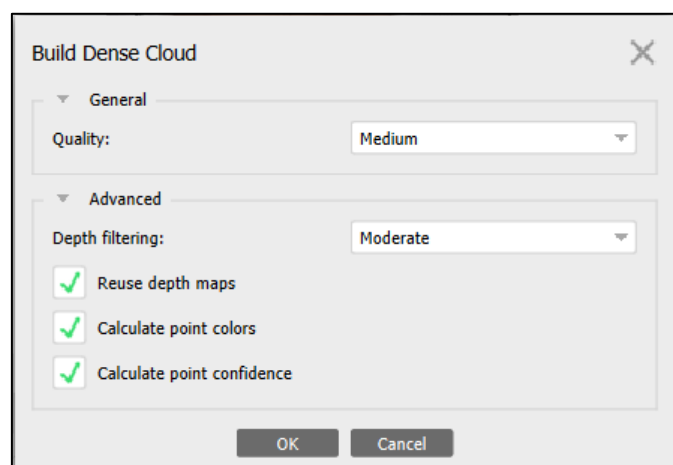 Build Dense Cloud
General
Quality: Medium
Advanced
Depth filtering: Moderate
Reuse depth maps
Calculate point colors
Calculate point confidence
OK Cancel